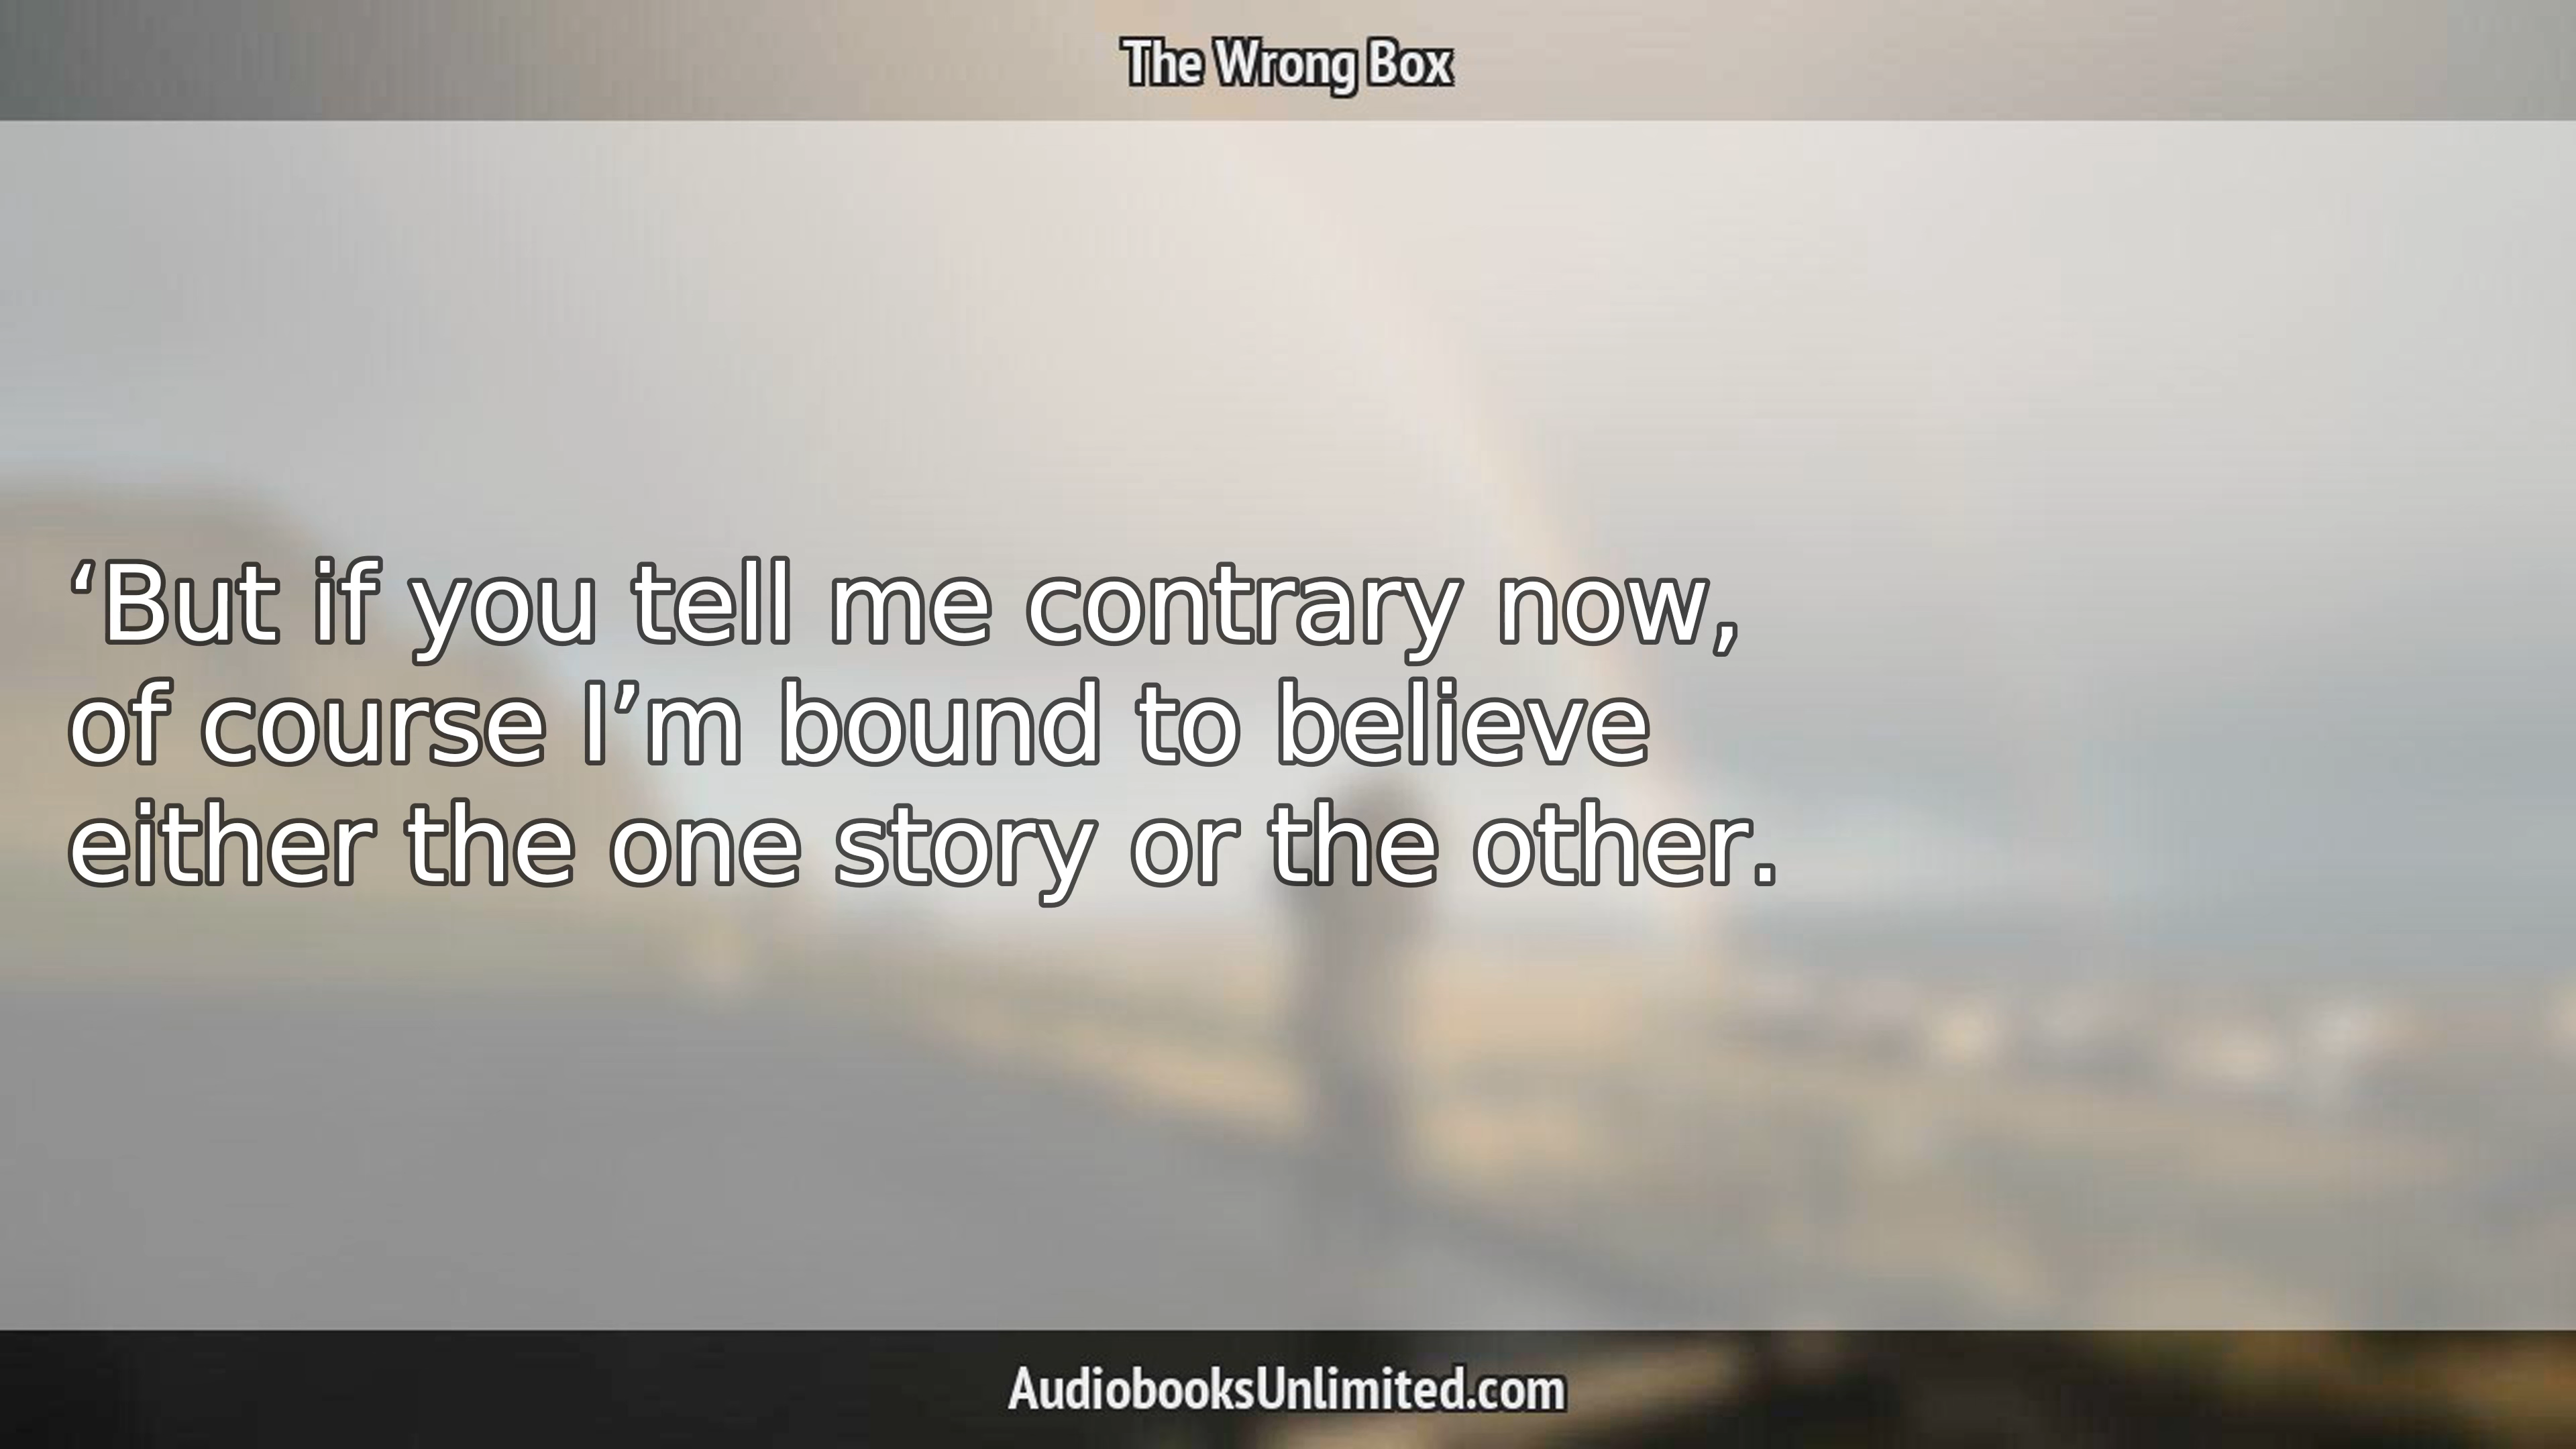 The Wrong Box
‘But if you tell me contrary now,
of course I’m bound to believe
either the one story or the other.
AudiobooksUnlimited.com